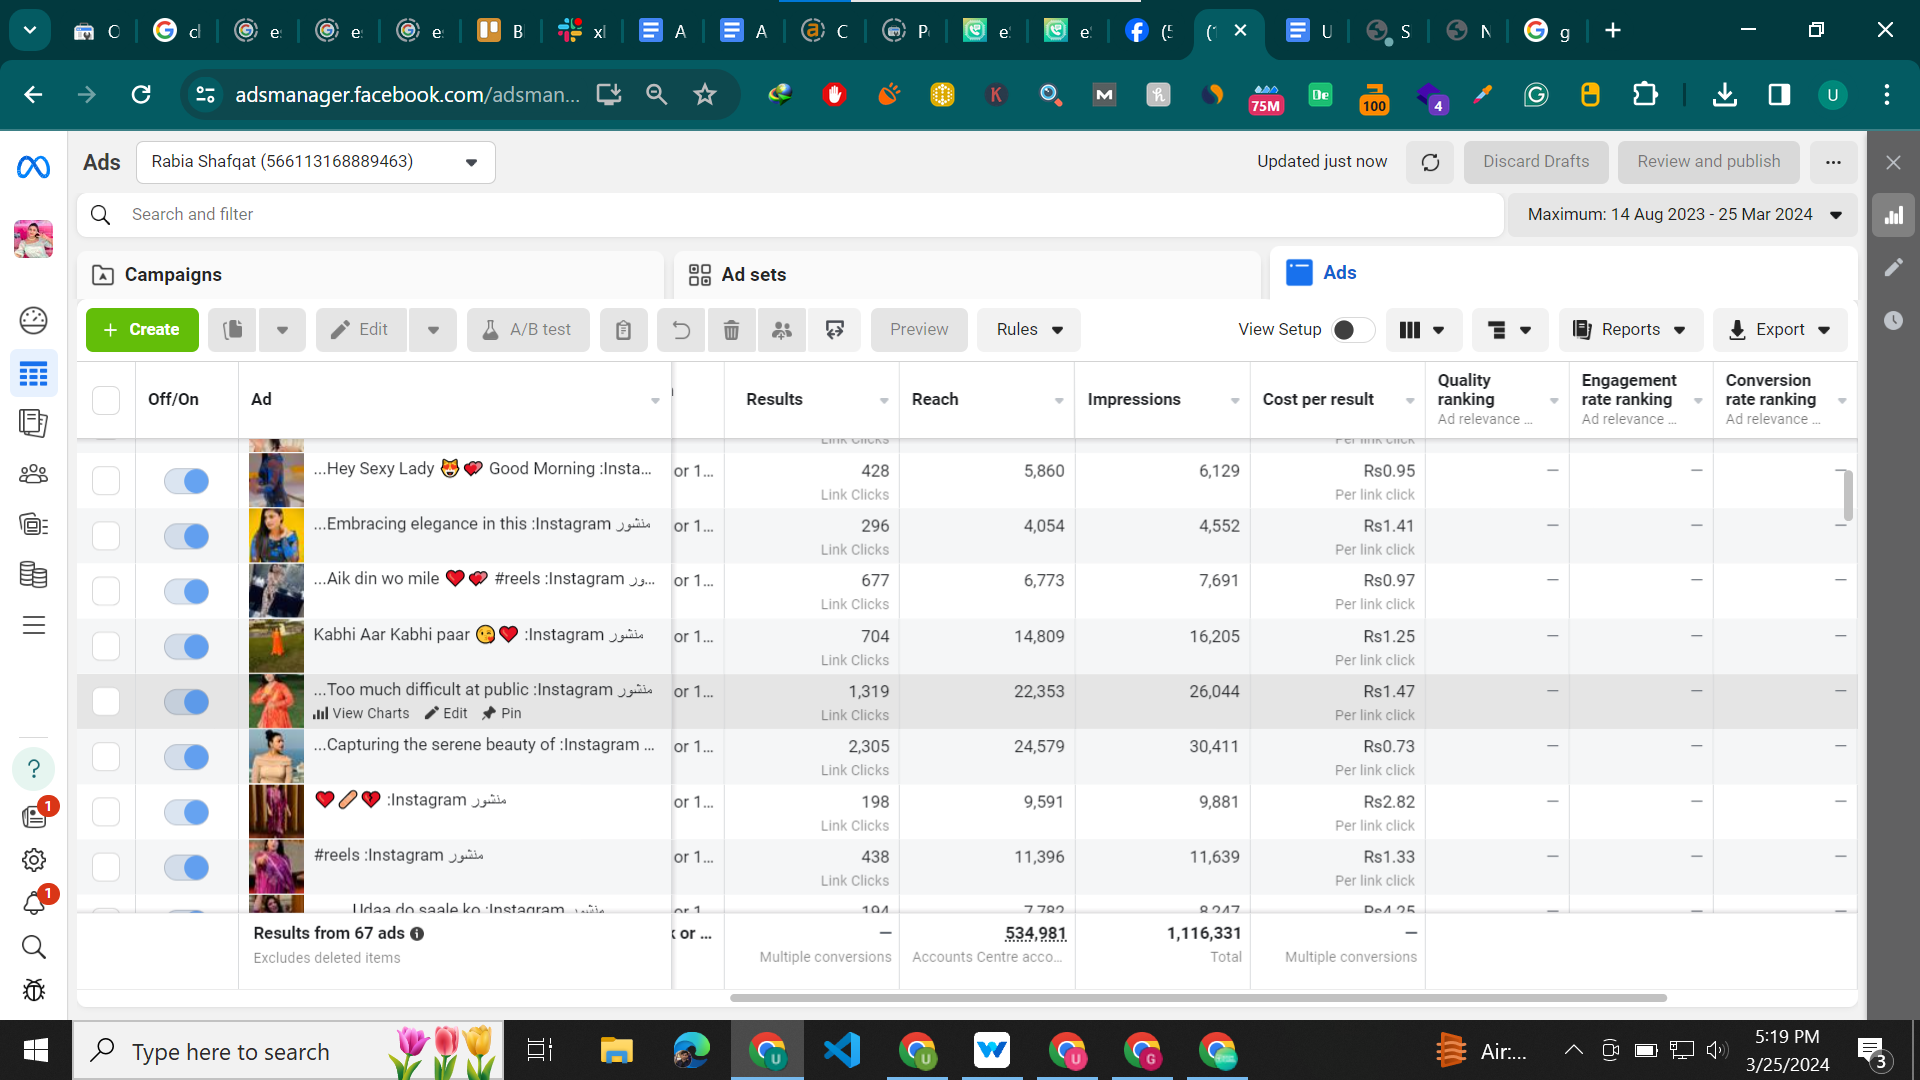 adsmanager.facebook.com/adsman...
75M
De
100
4
U
Ads
Rabia Shafqat (566113168889463)
Updated just now
Discard Drafts
Review and publish
Search and filter
Maximum: 14 Aug 2023 - 25 Mar 2024
Campaigns
Ad sets
Ads
+ Create
Edit
A/B test
Preview
Rules
View Setup
Reports
Export
Off/On
Ad
Results
Reach
Impressions
Cost per result
Quality ranking
Ad relevance ...
Engagement rate ranking
Ad relevance ...
Conversion rate ranking
Ad relevance ...
Link Clicks
Per link click
...Hey Sexy Lady 😻💕 Good Morning :Insta...
or 1...
428
5,860
6,129
Rs0.95
— — —
Link Clicks
Per link click
...Embracing elegance in this :Instagram منشور
or 1...
296
4,054
4,552
Rs1.41
— — —
Link Clicks
Per link click
...Aik din wo mile ❤️💕 #reels :Instagram ور...
or 1...
677
6,773
7,691
Rs0.97
— — —
Link Clicks
Per link click
Kabhi Aar Kabhi paar 😘❤️ :Instagram منشور
or 1...
704
14,809
16,205
Rs1.25
— — —
Link Clicks
Per link click
...Too much difficult at public :Instagram منشور
or 1...
1,319
22,353
26,044
Rs1.47
— — —
View Charts
Edit
Pin
Link Clicks
Per link click
...Capturing the serene beauty of :Instagram ...
or 1...
2,305
24,579
30,411
Rs0.73
— — —
Link Clicks
Per link click
❤️🩹💔 :Instagram منشور
or 1...
198
9,591
9,881
Rs2.82
— — —
Link Clicks
Per link click
#reels :Instagram منشور
or 1...
438
11,396
11,639
Rs1.33
— — —
Link Clicks
Per link click
Udaa do saale ko :Instagram منشور
or 1...
194
7,782
8,247
Rs4.25
— — —
Results from 67 ads
k or ...
—
534,981
1,116,331
—
Excludes deleted items
Multiple conversions
Accounts Centre acco...
Total
Multiple conversions
?
1
1
Type here to search
Air:...
5:19 PM
3/25/2024
3